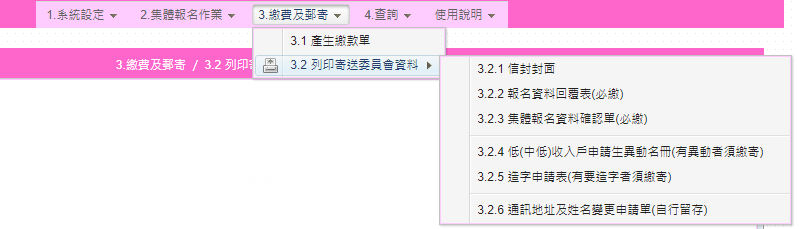 1.系統設定 2.集體報名作業 3.繳費及郵寄 4.查詢 使用說明
3.1 產生繳款單
3.繳費及郵寄 / 3.2 列印
3.2 列印寄送委員會資料
3.2.1 信封封面
3.2.2 報名資料回覆表(必繳)
3.2.3 集體報名資料確認單(必繳)
3.2.4 低(中低)收入戶申請生異動名冊(有異動者須繳寄)
3.2.5 造字申請表(有要造字者須繳寄)
3.2.6 通訊地址及姓名變更申請單(自行留存)